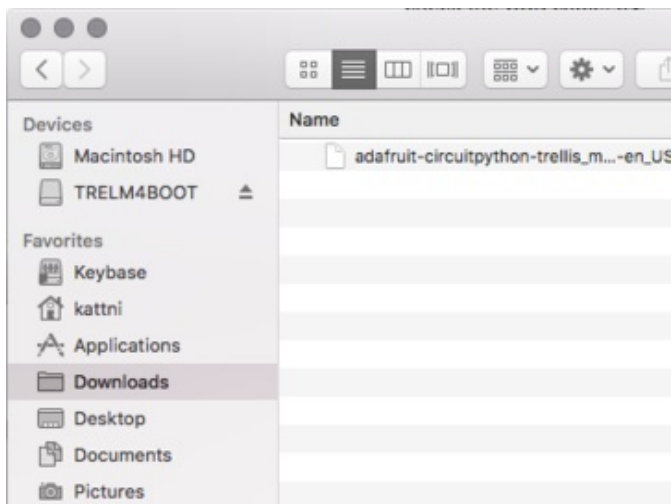 Devices
Macintosh HD
TRELM4BOOT
Favorites
Keybase
kattni
Applications
Downloads
Desktop
Documents
Pictures
Name
adafruit-circuitpython-trellis_m...-en_US